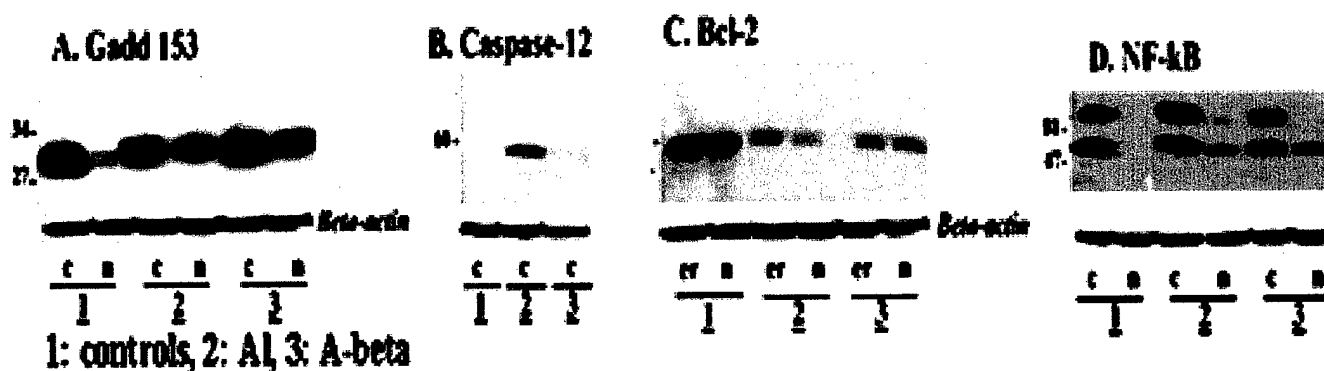 A. Gadd 153
B. Caspase-12
C. Bcl-2
D. NF-kB
34-
27-
60-
Beta-actin
Beta-actin
c n c n c n
1 2 3
c c c
1 2 3
er n er n er n
1 2 3
c n c n c n
1 2 3
1: controls, 2: Al, 3: A-beta